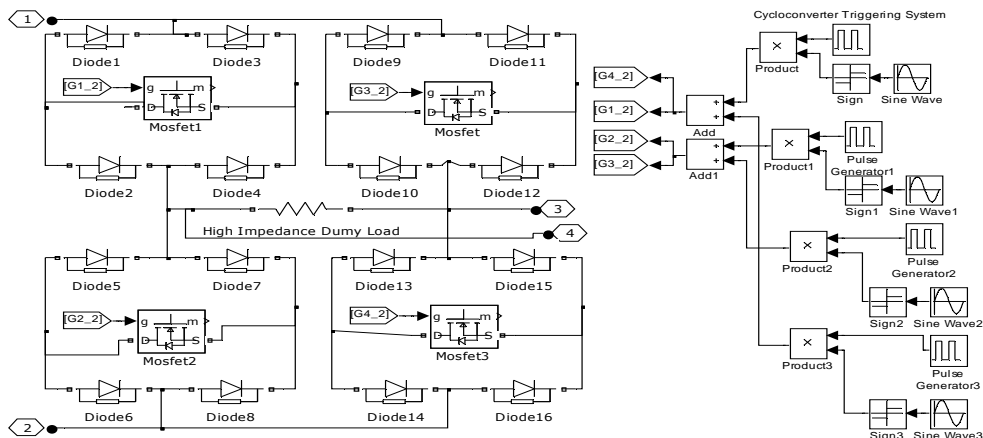 1
Diode1
Diode3
[G1_2]
g
m
D
S
Mosfet1
Diode2
Diode4
Diode9
Diode11
[G3_2]
g
m
D
S
Mosfet
Diode10
Diode12
High Impedance Dumy Load
3
4
Diode5
Diode7
[G2_2]
g
m
D
S
Mosfet2
Diode6
Diode8
2
Diode13
Diode15
[G4_2]
g
m
D
S
Mosfet3
Diode14
Diode16
Cycloconverter Triggering System
[G4_2]
[G1_2]
[G2_2]
[G3_2]
+
+
Add
+
+
Add1
×
Product
Sign
Sine Wave
×
Product1
Pulse
Generator1
Sign1
Sine Wave1
×
Product2
Pulse
Generator2
Sign2
Sine Wave2
×
Product3
Pulse
Generator3
Sign3
Sine Wave3